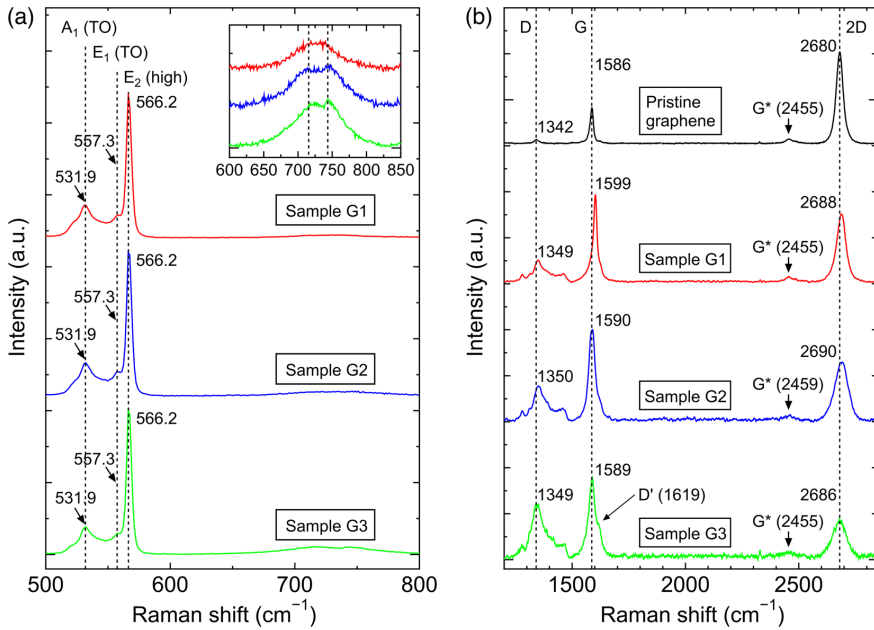 (a)
A₁ (TO)
E₁ (TO)
E₂ (high)
566.2
557.3
531.9
Sample G1
600 650 700 750 800 850
566.2
557.3
531.9
Sample G2
566.2
557.3
531.9
Sample G3
500 600 700 800
Raman shift (cm⁻¹)
Intensity (a.u.)
(b)
D G 2D
1586 2680
Pristine
graphene
1342
G* (2455)
1599 2688
1349
Sample G1
G* (2455)
1590 2690
1350
Sample G2
G* (2459)
1589 2686
1349
D' (1619)
Sample G3
G* (2455)
1500 2000 2500
Raman shift (cm⁻¹)
Intensity (a.u.)